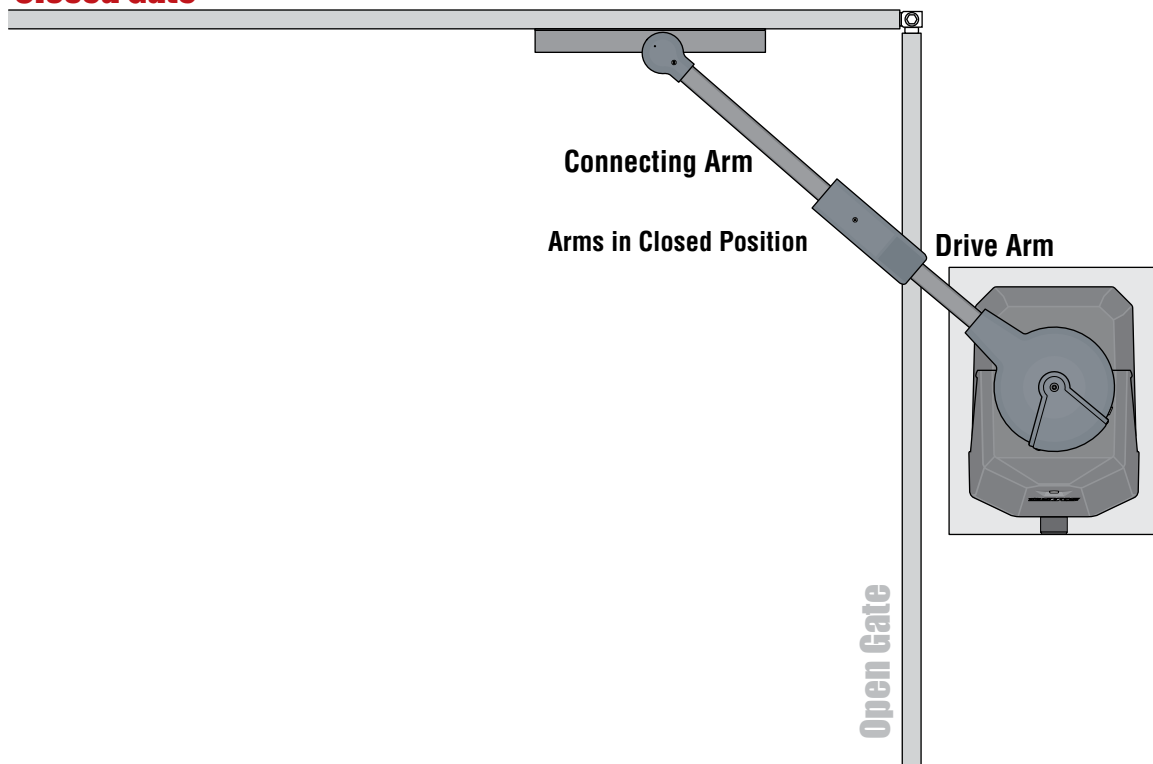 Closed Gate
Connecting Arm
Arms in Closed Position
Drive Arm
Open Gate